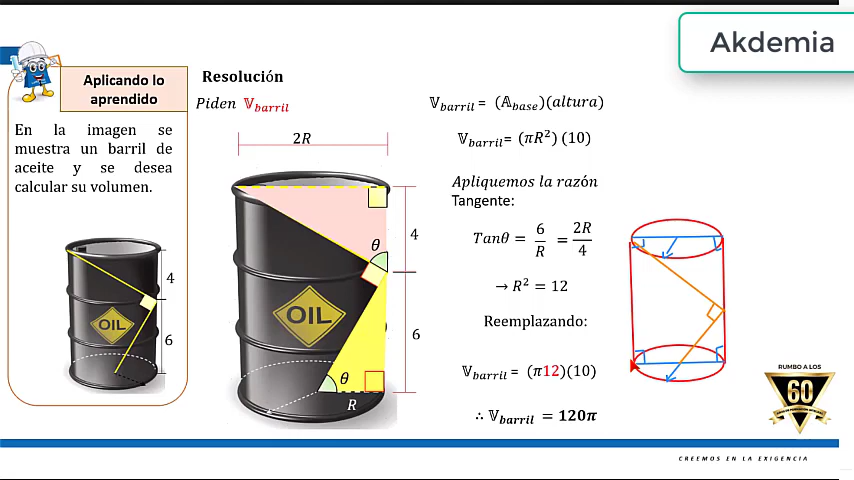 Akdemia
Aplicando lo
aprendido
En la imagen se
muestra un barril de
aceite y se desea
calcular su volumen.
4
OIL
6
Resolución
Piden 𝕍barril
2R
θ
4
OIL
6
θ
R
𝕍barril = (𝔸base)(altura)
𝕍barril = (πR²)(10)
Apliquemos la razón
Tangente:
Tanθ = 6/R = 2R/4
→ R² = 12
Reemplazando:
𝕍barril = (π12)(10)
∴ 𝕍barril = 120π
RUMBO A LOS
60
CREEMOS EN LA EXIGENCIA